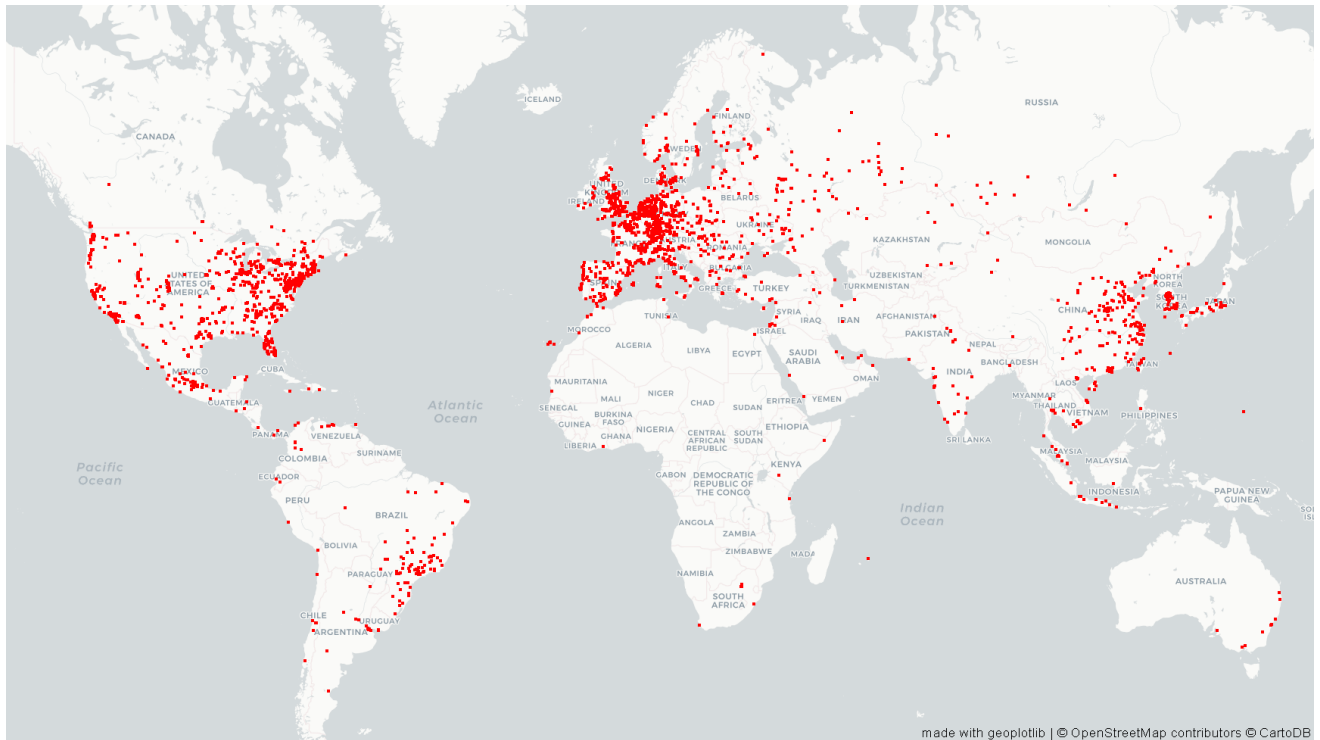 ICELAND
RUSSIA
FINLAND
CANADA
SWEDEN
UNITED
KINGDOM
IRELAND
BELARUS
UKRAINE
KAZAKHSTAN
MONGOLIA
ROMANIA
UNITED
STATES OF
AMERICA
SPAIN
GREECE
TURKEY
UZBEKISTAN
TURKMENISTAN
NORTH
KOREA
SOUTH
KOREA
JAPAN
CHINA
SYRIA
IRAQ
IRAN
AFGHANISTAN
PAKISTAN
TUNISIA
MOROCCO
ISRAEL
ALGERIA
LIBYA
EGYPT
SAUDI
ARABIA
NEPAL
BANGLADESH
INDIA
TAIWAN
MEXICO
CUBA
OMAN
LAOS
MAURITANIA
MALI
NIGER
CHAD
SUDAN
ERITREA
YEMEN
MYANMAR
THAILAND
VIETNAM
PHILIPPINES
GUATEMALA
Atlantic
Ocean
SENEGAL
BURKINA
FASO
GUINEA
GHANA
NIGERIA
LIBERIA
CENTRAL
AFRICAN
REPUBLIC
SOUTH
SUDAN
ETHIOPIA
SRI LANKA
PANAMA
VENEZUELA
SURINAME
COLOMBIA
MALAYSIA
MALAYSIA
Pacific
Ocean
ECUADOR
GABON
DEMOCRATIC
REPUBLIC OF
THE CONGO
KENYA
INDONESIA
PAPUA NEW
GUINEA
PERU
BRAZIL
Indian
Ocean
ANGOLA
ZAMBIA
BOLIVIA
ZIMBABWE
MADA
PARAGUAY
NAMIBIA
AUSTRALIA
SOUTH
AFRICA
CHILE
URUGUAY
ARGENTINA
made with geoplotlib | © OpenStreetMap contributors © CartoDB